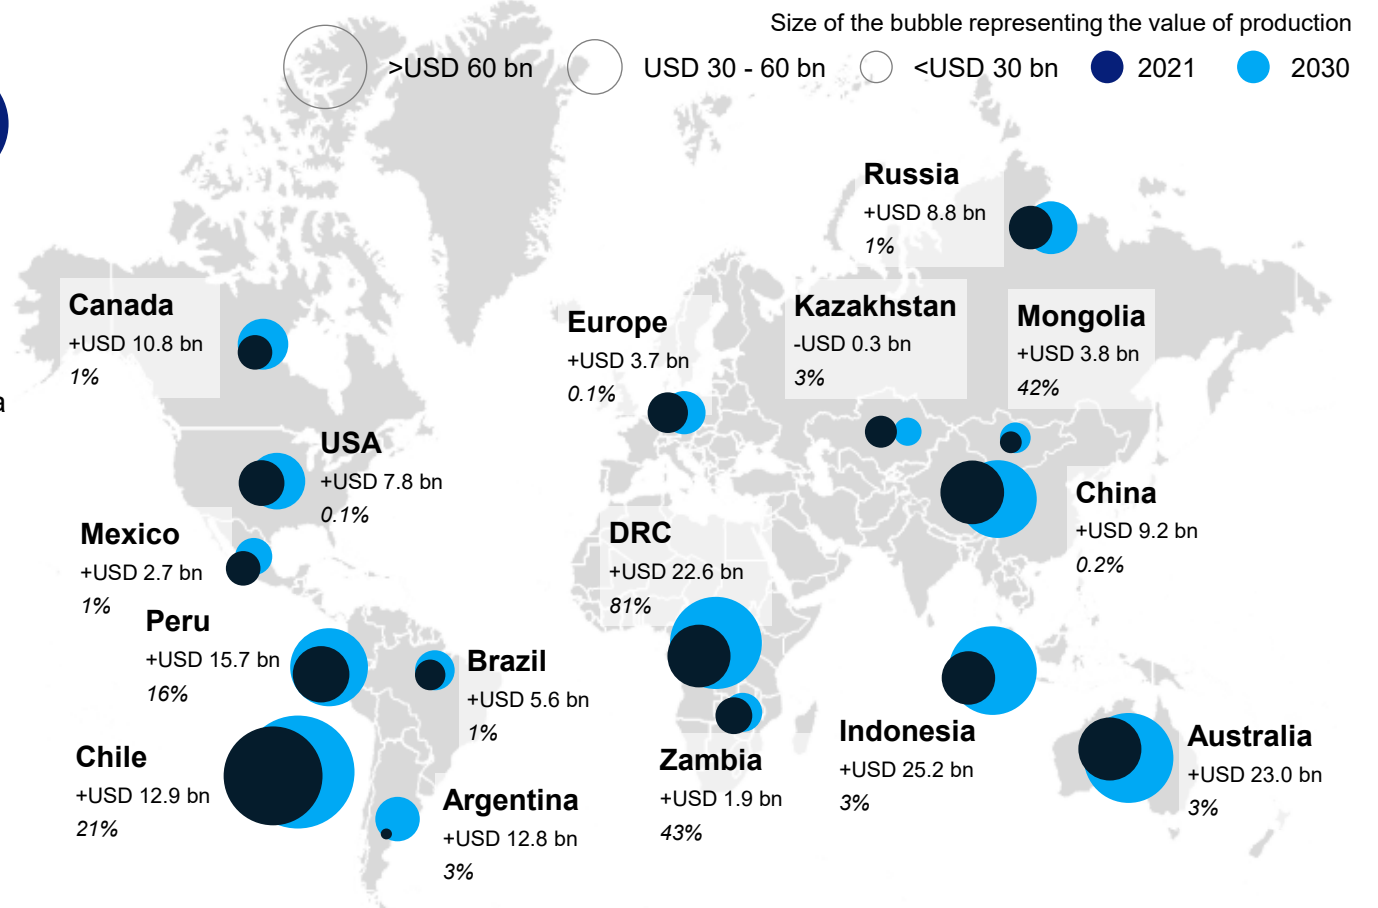 Size of the bubble representing the value of production
>USD 60 bn
USD 30 - 60 bn
<USD 30 bn
2021
2030
Russia
+USD 8.8 bn
1%
Canada
+USD 10.8 bn
1%
Europe
+USD 3.7 bn
0.1%
Kazakhstan
-USD 0.3 bn
3%
Mongolia
+USD 3.8 bn
42%
a
USA
+USD 7.8 bn
0.1%
China
+USD 9.2 bn
0.2%
Mexico
+USD 2.7 bn
1%
DRC
+USD 22.6 bn
81%
Peru
+USD 15.7 bn
16%
Brazil
+USD 5.6 bn
1%
Indonesia
+USD 25.2 bn
3%
Australia
+USD 23.0 bn
3%
Chile
+USD 12.9 bn
21%
Zambia
+USD 1.9 bn
43%
Argentina
+USD 12.8 bn
3%